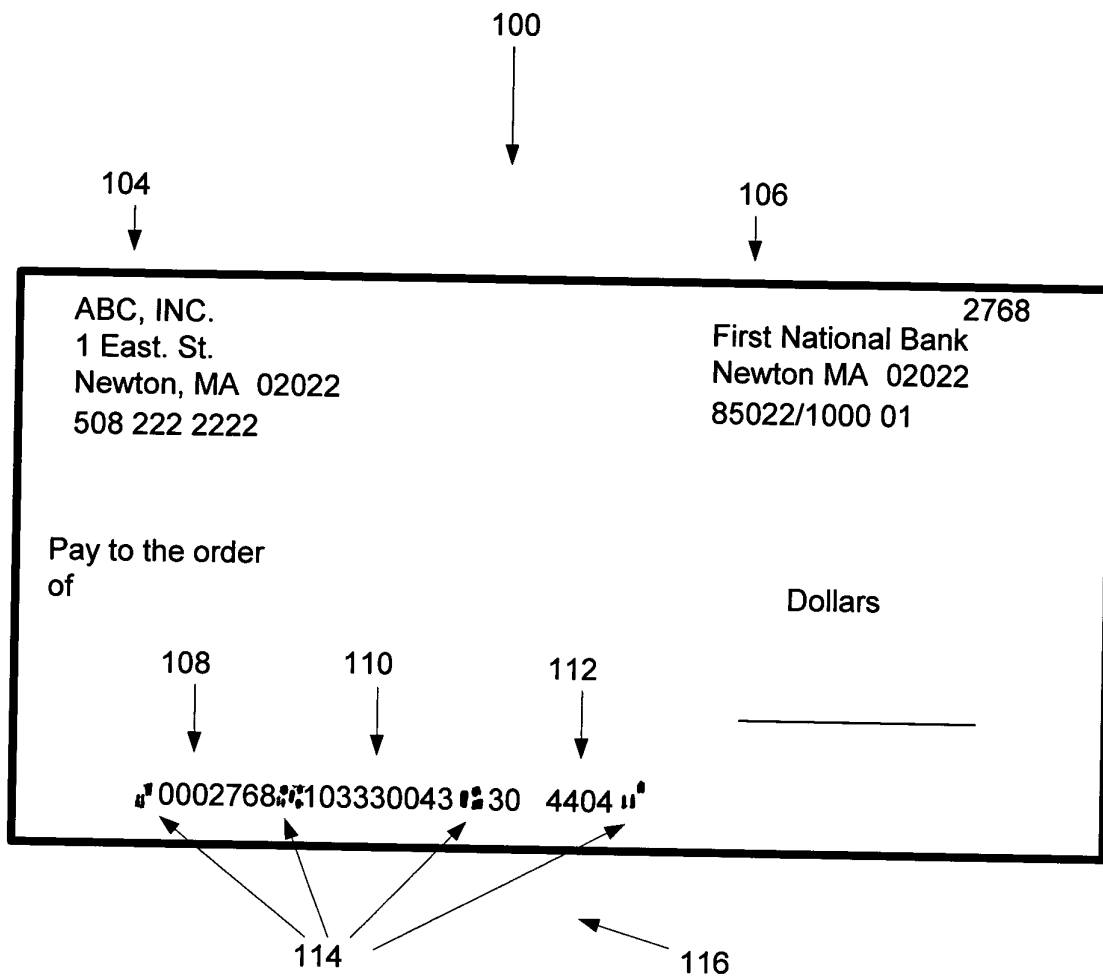 100
104
106
2768
ABC, INC.
1 East. St.
Newton, MA 02022
508 222 2222
First National Bank
Newton MA 02022
85022/1000 01
Pay to the order
of
Dollars
108
110
112
⑈0002768⑈⑆103330043⑆30 4404⑈
114
116